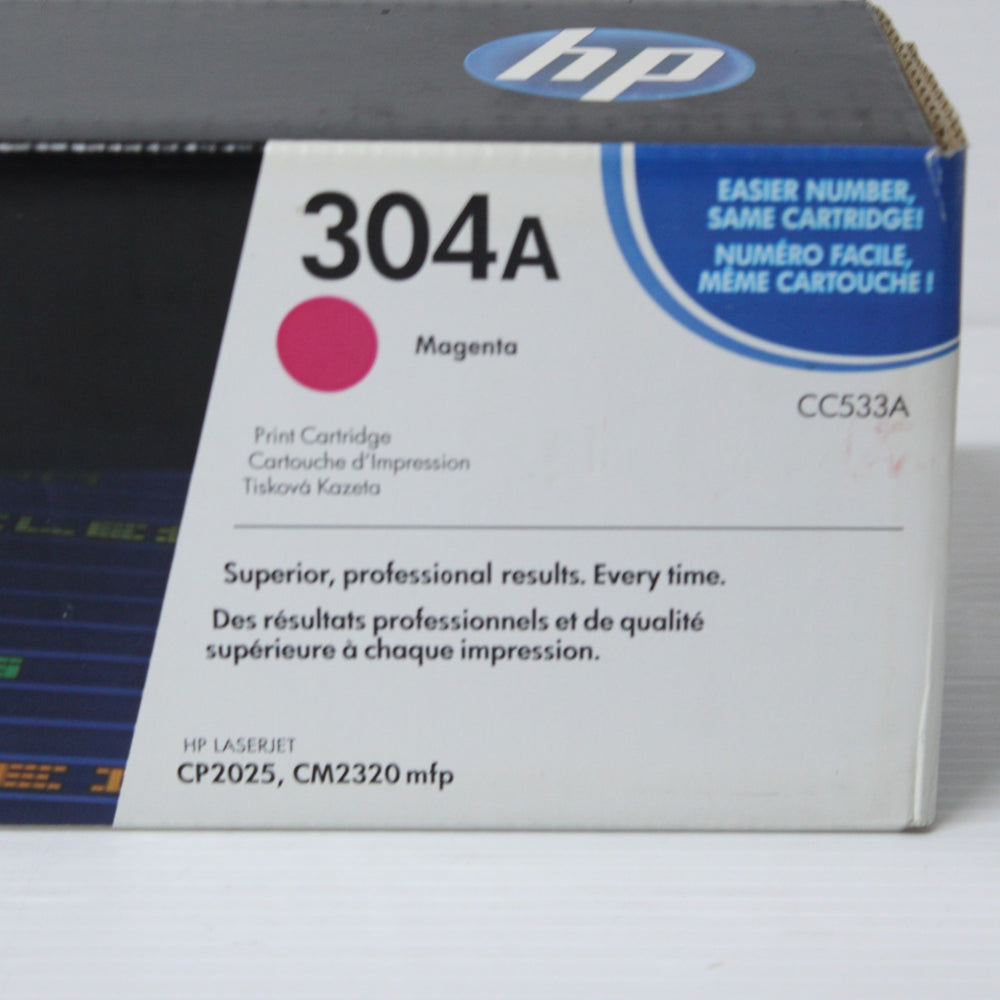 hp
304A
EASIER NUMBER,
SAME CARTRIDGE!
NUMÉRO FACILE,
MÊME CARTOUCHE !
Magenta
CC533A
Print Cartridge
Cartouche d'Impression
Tisková Kazeta
Superior, professional results. Every time.
Des résultats professionnels et de qualité
supérieure à chaque impression.
HP LASERJET
CP2025, CM2320 mfp